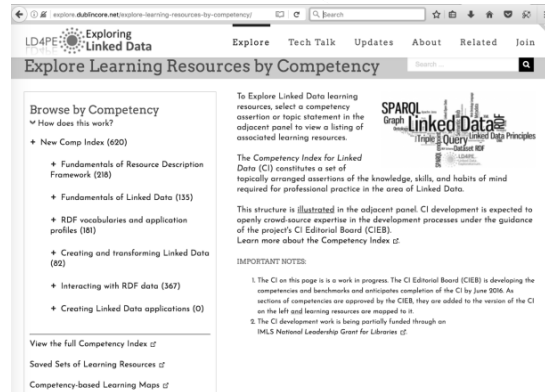 explore.dublincore.net/explore-learning-resources-by-competency/
Search
LD4PE
Exploring
Linked Data
Explore Tech Talk Updates About Related Join
Explore Learning Resources by Competency
Search ...
Browse by Competency
How does this work?
+ New Comp Index (620)
+ Fundamentals of Resource Description
Framework (218)
+ Fundamentals of Linked Data (135)
+ RDF vocabularies and application
profiles (181)
+ Creating and transforming Linked Data
(82)
+ Interacting with RDF data (367)
+ Creating Linked Data applications (0)
View the full Competency Index
Saved Sets of Learning Resources
Competency-based Learning Maps
To Explore Linked Data learning
resources, select a competency
assertion or topic statement in the
adjacent panel to view a listing of
associated learning resources.
The Competency Index for Linked
Data (CI) constitutes a set of
topically arranged assertions of the knowledge, skills, and habits of mind
required for professional practice in the area of Linked Data.
SPARQL
Graph
Linked Data
Triple Query Linked Data Principles
Dataset RDF
LD4PE
This structure is illustrated in the adjacent panel. CI development is expected to
openly crowd-source expertise in the development processes under the guidance
of the project's CI Editorial Board (CIEB).
Learn more about the Competency Index
IMPORTANT NOTES:
1. The CI on this page is is a work in progress. The CI Editorial Board (CIEB) is developing the
competencies and benchmarks and anticipates completion of the CI by June 2016. As
sections of competencies are approved by the CIEB, they are added to the version of the CI
on the left and learning resources are mapped to it.
2. The CI development work is being partially funded through an
IMLS National Leadership Grant for Libraries